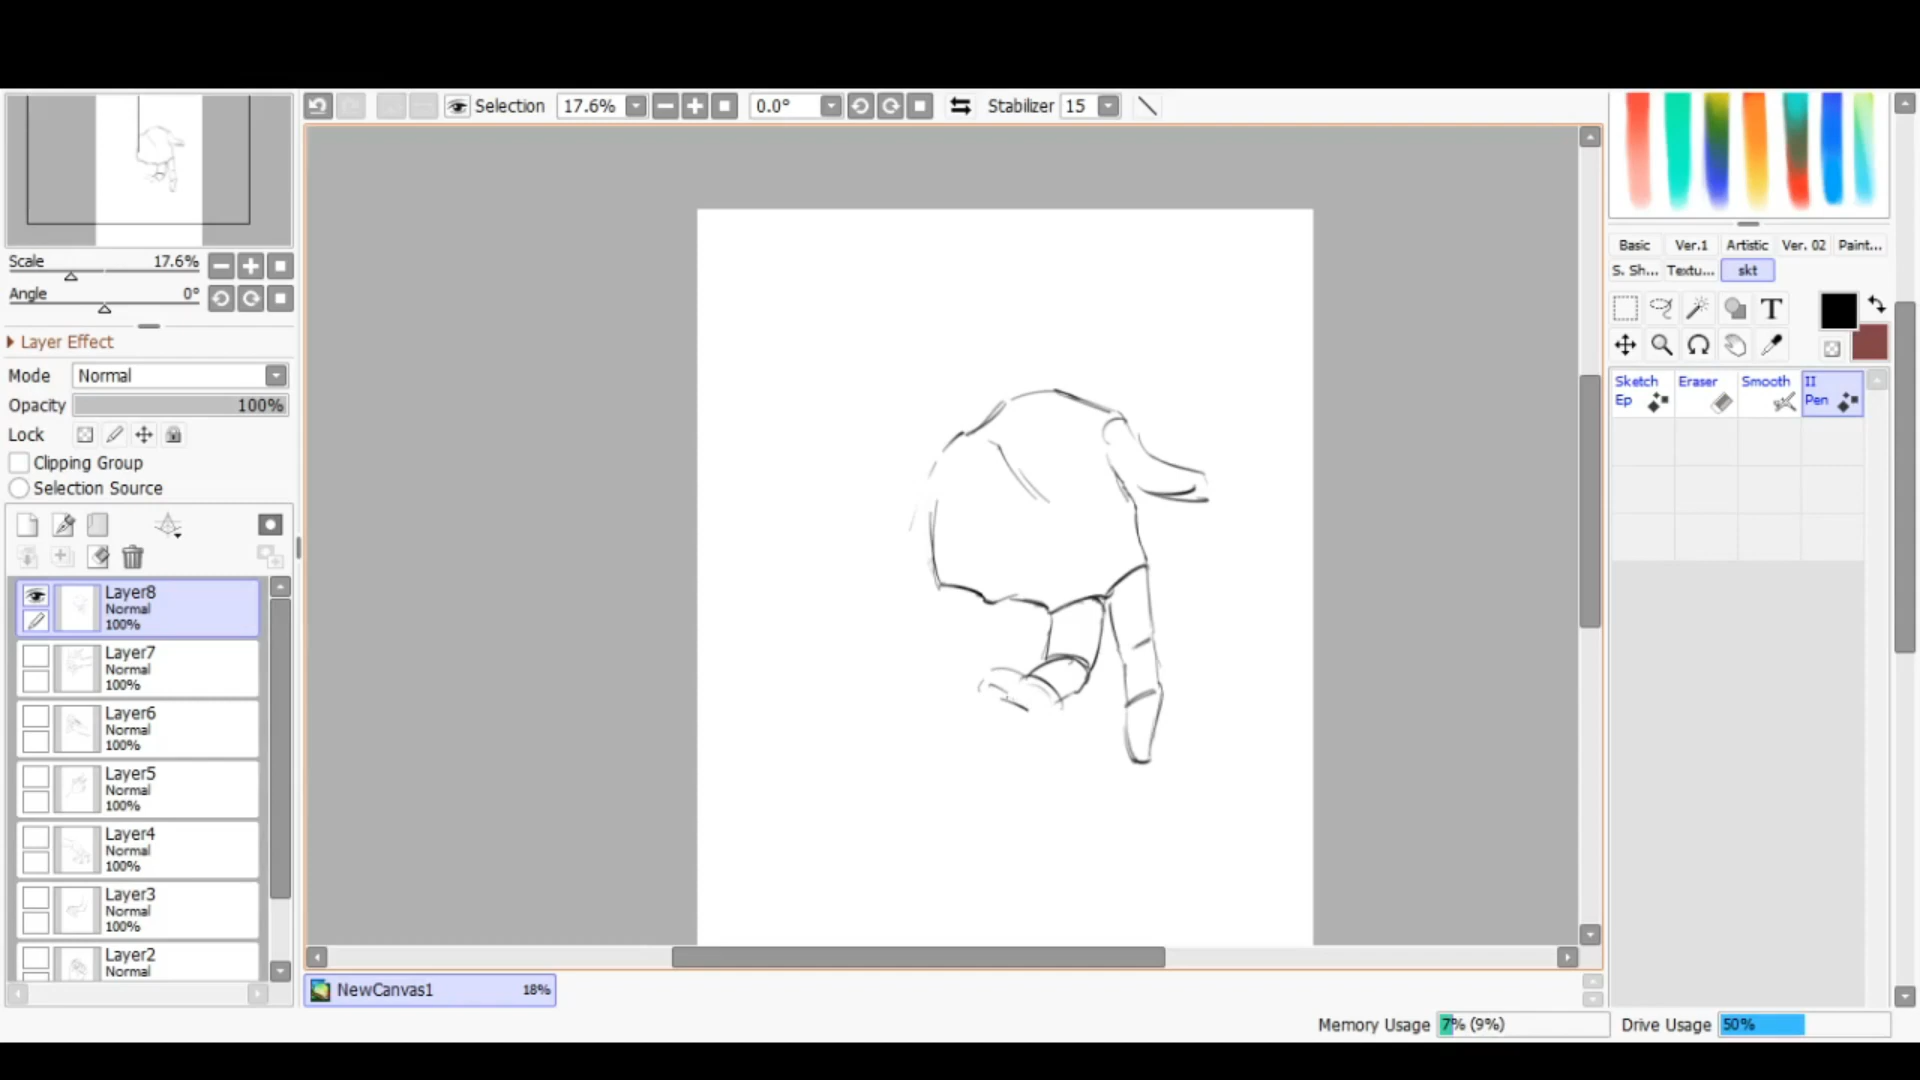 Selection 17.6% 0.0° Stabilizer 15
Scale 17.6%
Angle 0°
Layer Effect
Mode Normal
Opacity 100%
Lock
Clipping Group
Selection Source
Layer8
Normal
100%
Layer7
Normal
100%
Layer6
Normal
100%
Layer5
Normal
100%
Layer4
Normal
100%
Layer3
Normal
100%
Layer2
Normal
NewCanvas1 18%
Basic Ver.1 Artistic Ver. 02 Paint...
S. Sh... Textu... skt
T
Sketch
Ep
Eraser
Smooth
II
Pen
Memory Usage 7% (9%) Drive Usage 50%